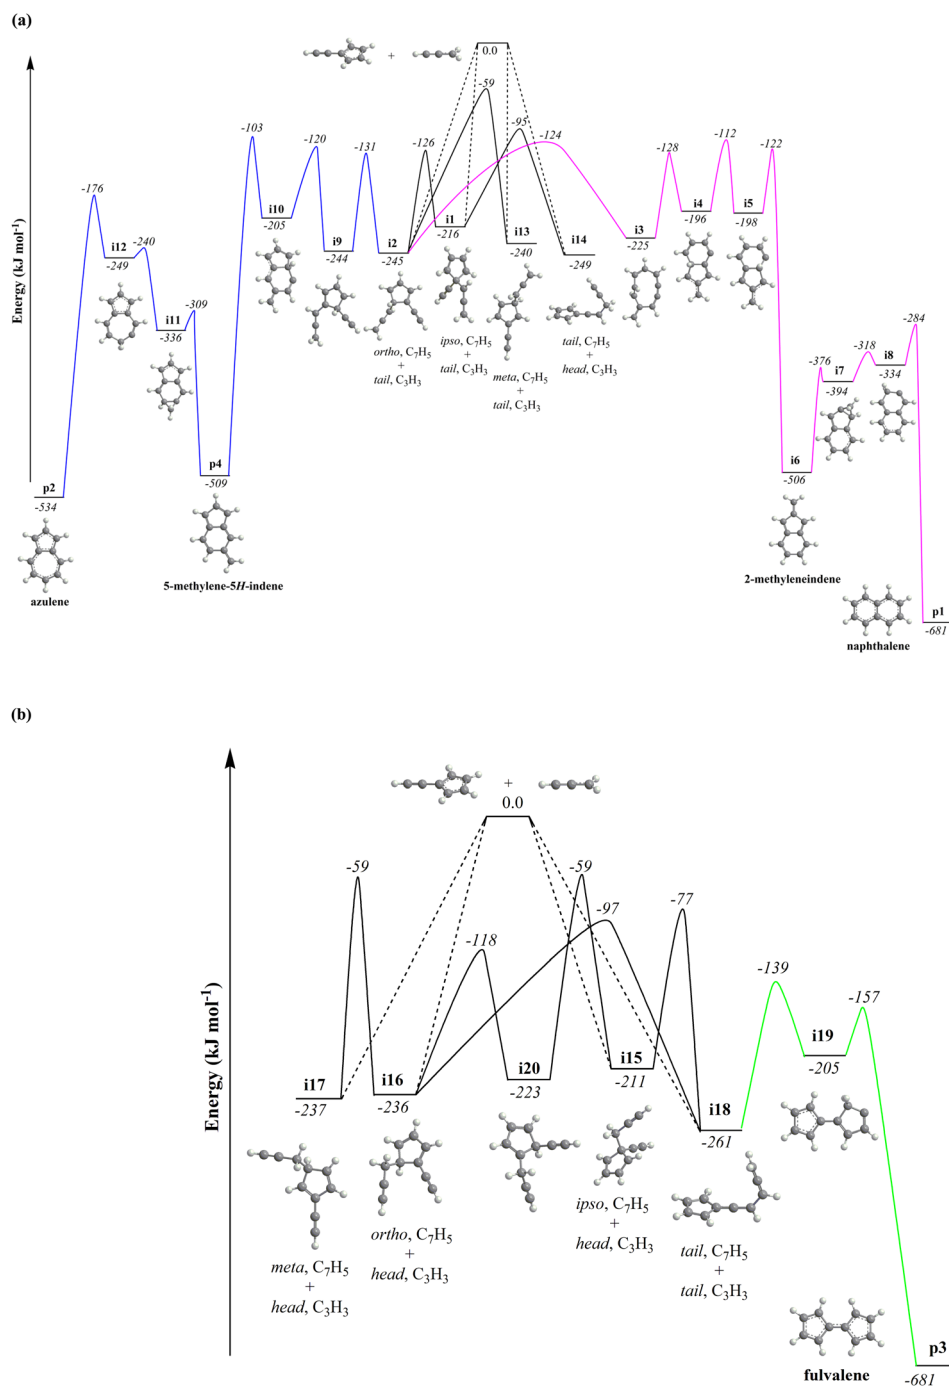 (a)
Energy (kJ mol-1)
+
0.0
-59
-95
-124
-126
-103
-120
-131
-128
-112
-122
-176
i10
-205
i9
-244
i2
-245
i1
-216
i13
-240
i14
-249
i3
-225
i4
-196
i5
-198
i12
-249
-240
i11
-336
-309
ortho, C7H5
+
tail, C3H3
ipso, C7H5
+
tail, C3H3
meta, C7H5
+
tail, C3H3
tail, C7H5
+
head, C3H3
-284
-318
-376
i7
-394
i8
-334
p4
-509
i6
-506
p2
-534
5-methylene-5H-indene
2-methyleneindene
azulene
p1
-681
naphthalene
(b)
Energy (kJ mol-1)
+
0.0
-59
-118
-59
-97
-77
-139
-157
i17
-237
i16
-236
i20
-223
i15
-211
i18
-261
i19
-205
meta, C7H5
+
head, C3H3
ortho, C7H5
+
head, C3H3
ipso, C7H5
+
head, C3H3
tail, C7H5
+
tail, C3H3
p3
-681
fulvalene